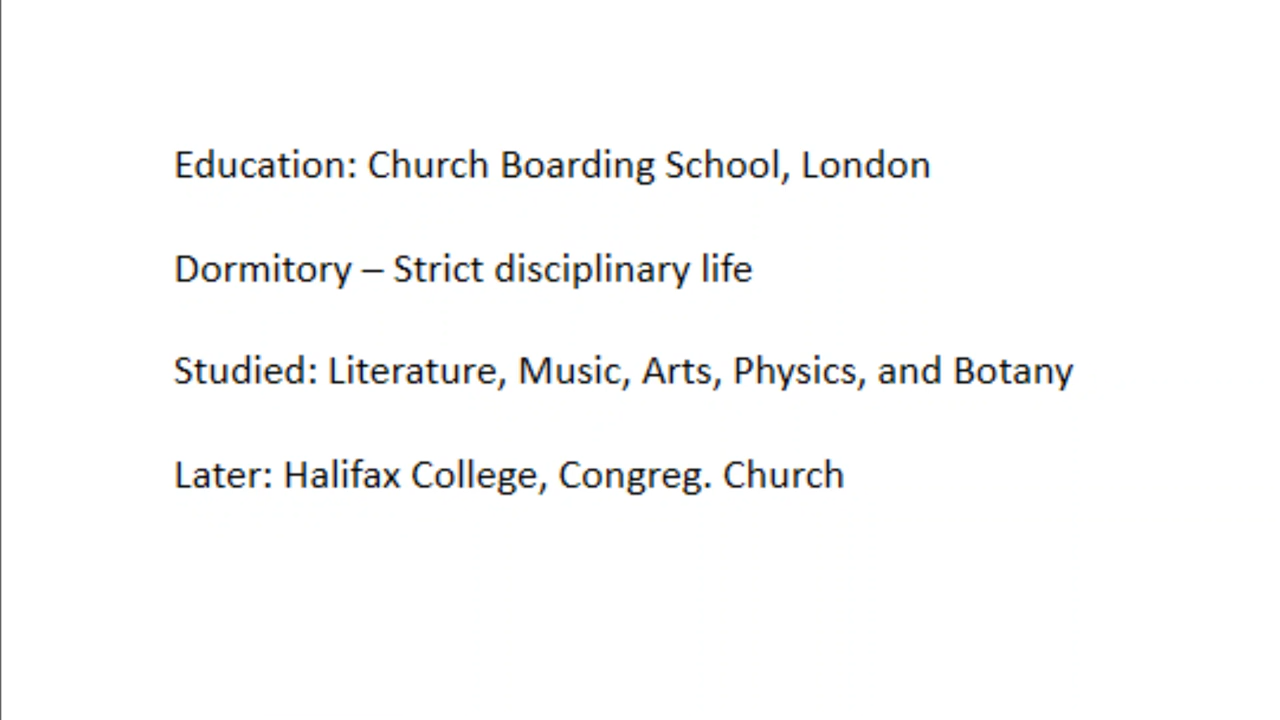 Education: Church Boarding School, London
Dormitory – Strict disciplinary life
Studied: Literature, Music, Arts, Physics, and Botany
Later: Halifax College, Congreg. Church